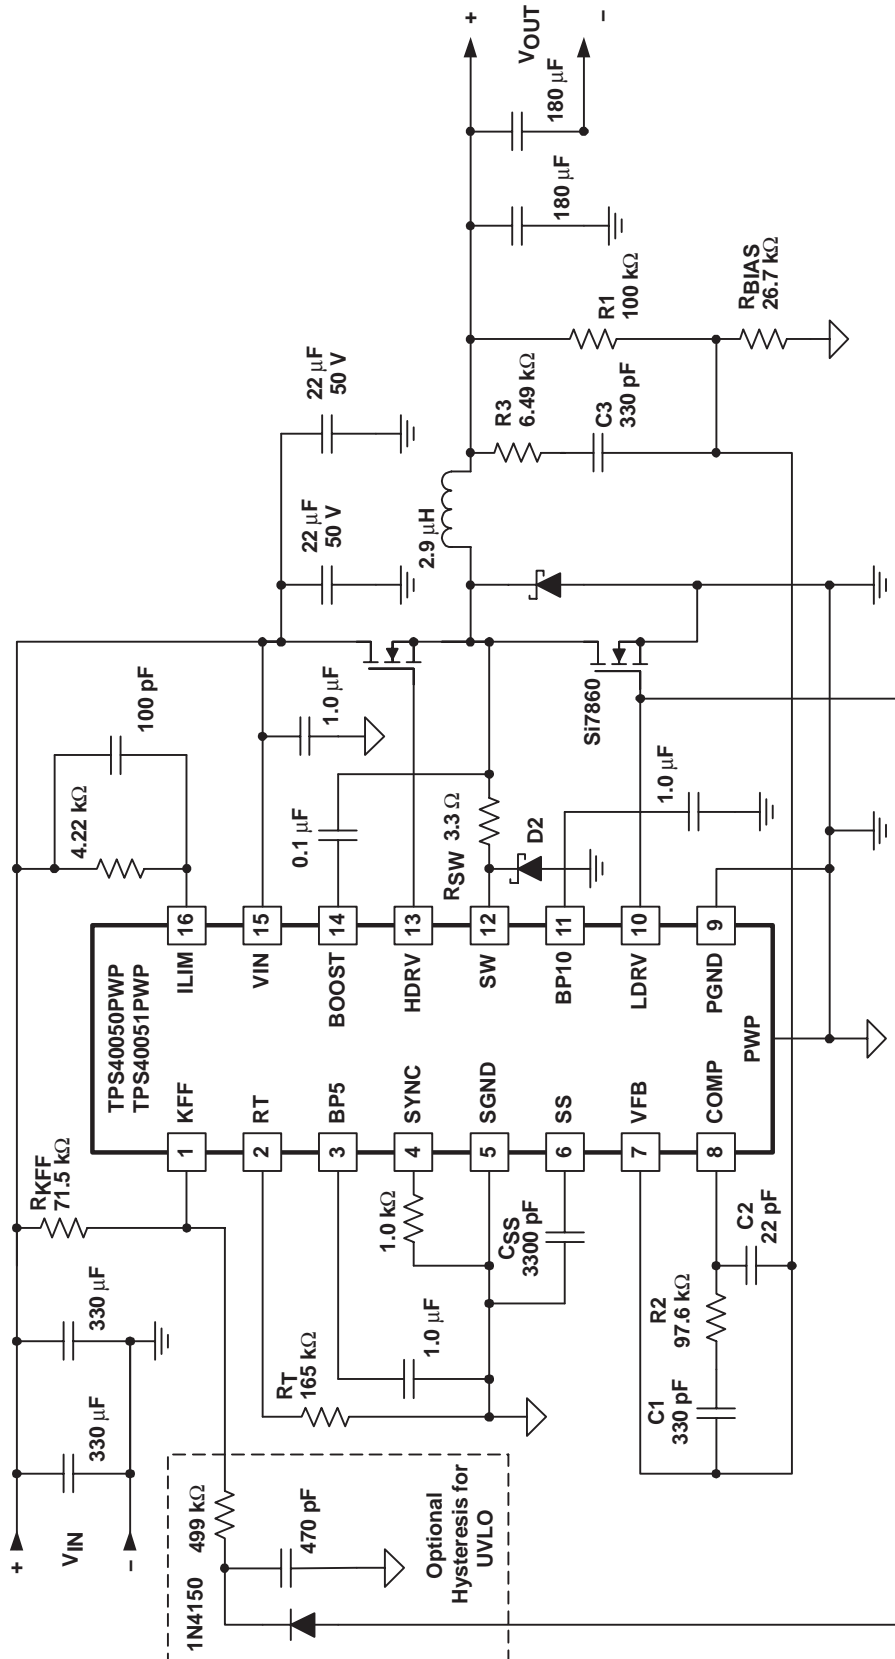 +
VIN
−
330 µF
330 µF
RKFF
71.5 kΩ
499 kΩ
1N4150
470 pF
Optional
Hysteresis for
UVLO
RT
165 kΩ
1.0 µF
1.0 kΩ
CSS
3300 pF
C1
330 pF
R2
97.6 kΩ
C2
22 pF
TPS40050PWP
TPS40051PWP
1
KFF
2
RT
3
BP5
4
SYNC
5
SGND
6
SS
7
VFB
8
COMP
ILIM
16
VIN
15
BOOST
14
HDRV
13
SW
12
BP10
11
LDRV
10
PGND
9
PWP
4.22 kΩ
100 pF
1.0 µF
0.1 µF
RSW
3.3 Ω
D2
1.0 µF
Si7860
22 µF
50 V
22 µF
50 V
2.9 µH
R3
6.49 kΩ
C3
330 pF
R1
100 kΩ
RBIAS
26.7 kΩ
180 µF
180 µF
+
VOUT
−